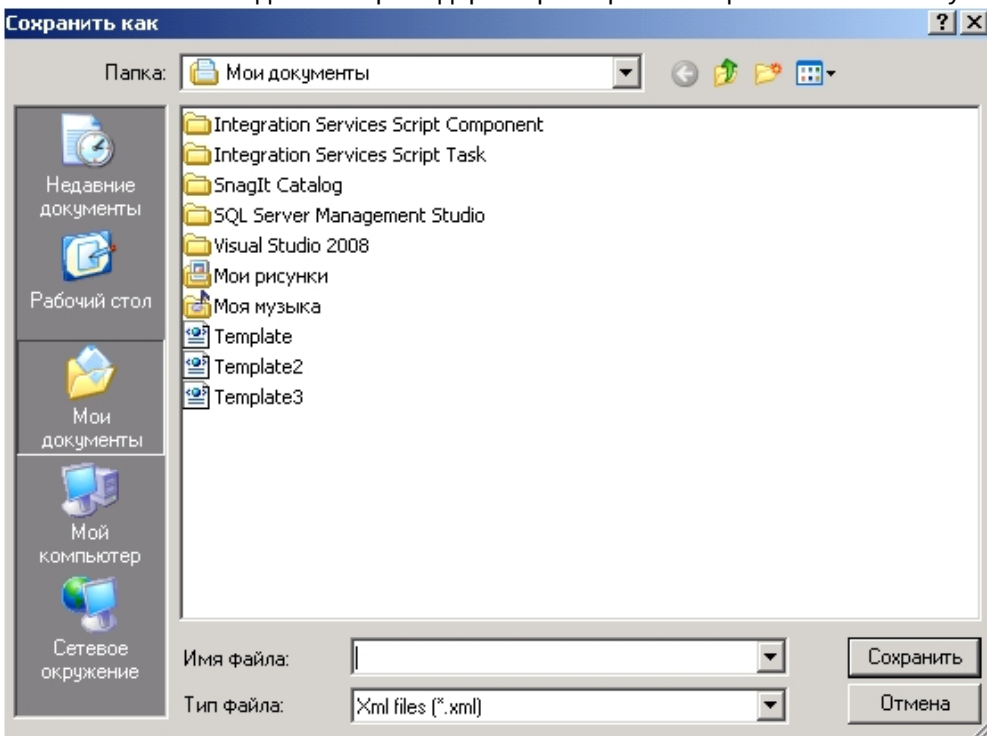 Сохранить как
Папка:
Мои документы
Недавние
документы
Рабочий стол
Мои
документы
Мой
компьютер
Сетевое
окружение
Integration Services Script Component
Integration Services Script Task
SnagIt Catalog
SQL Server Management Studio
Visual Studio 2008
Мои рисунки
Моя музыка
Template
Template2
Template3
Имя файла:
Сохранить
Тип файла:
Xml files (*.xml)
Отмена